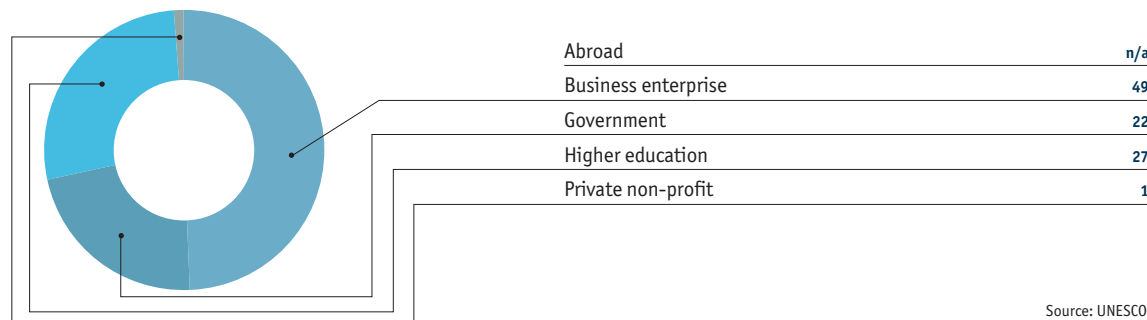 Abroad n/a
Business enterprise 49
Government 22
Higher education 27
Private non-profit 1
Source: UNESCO